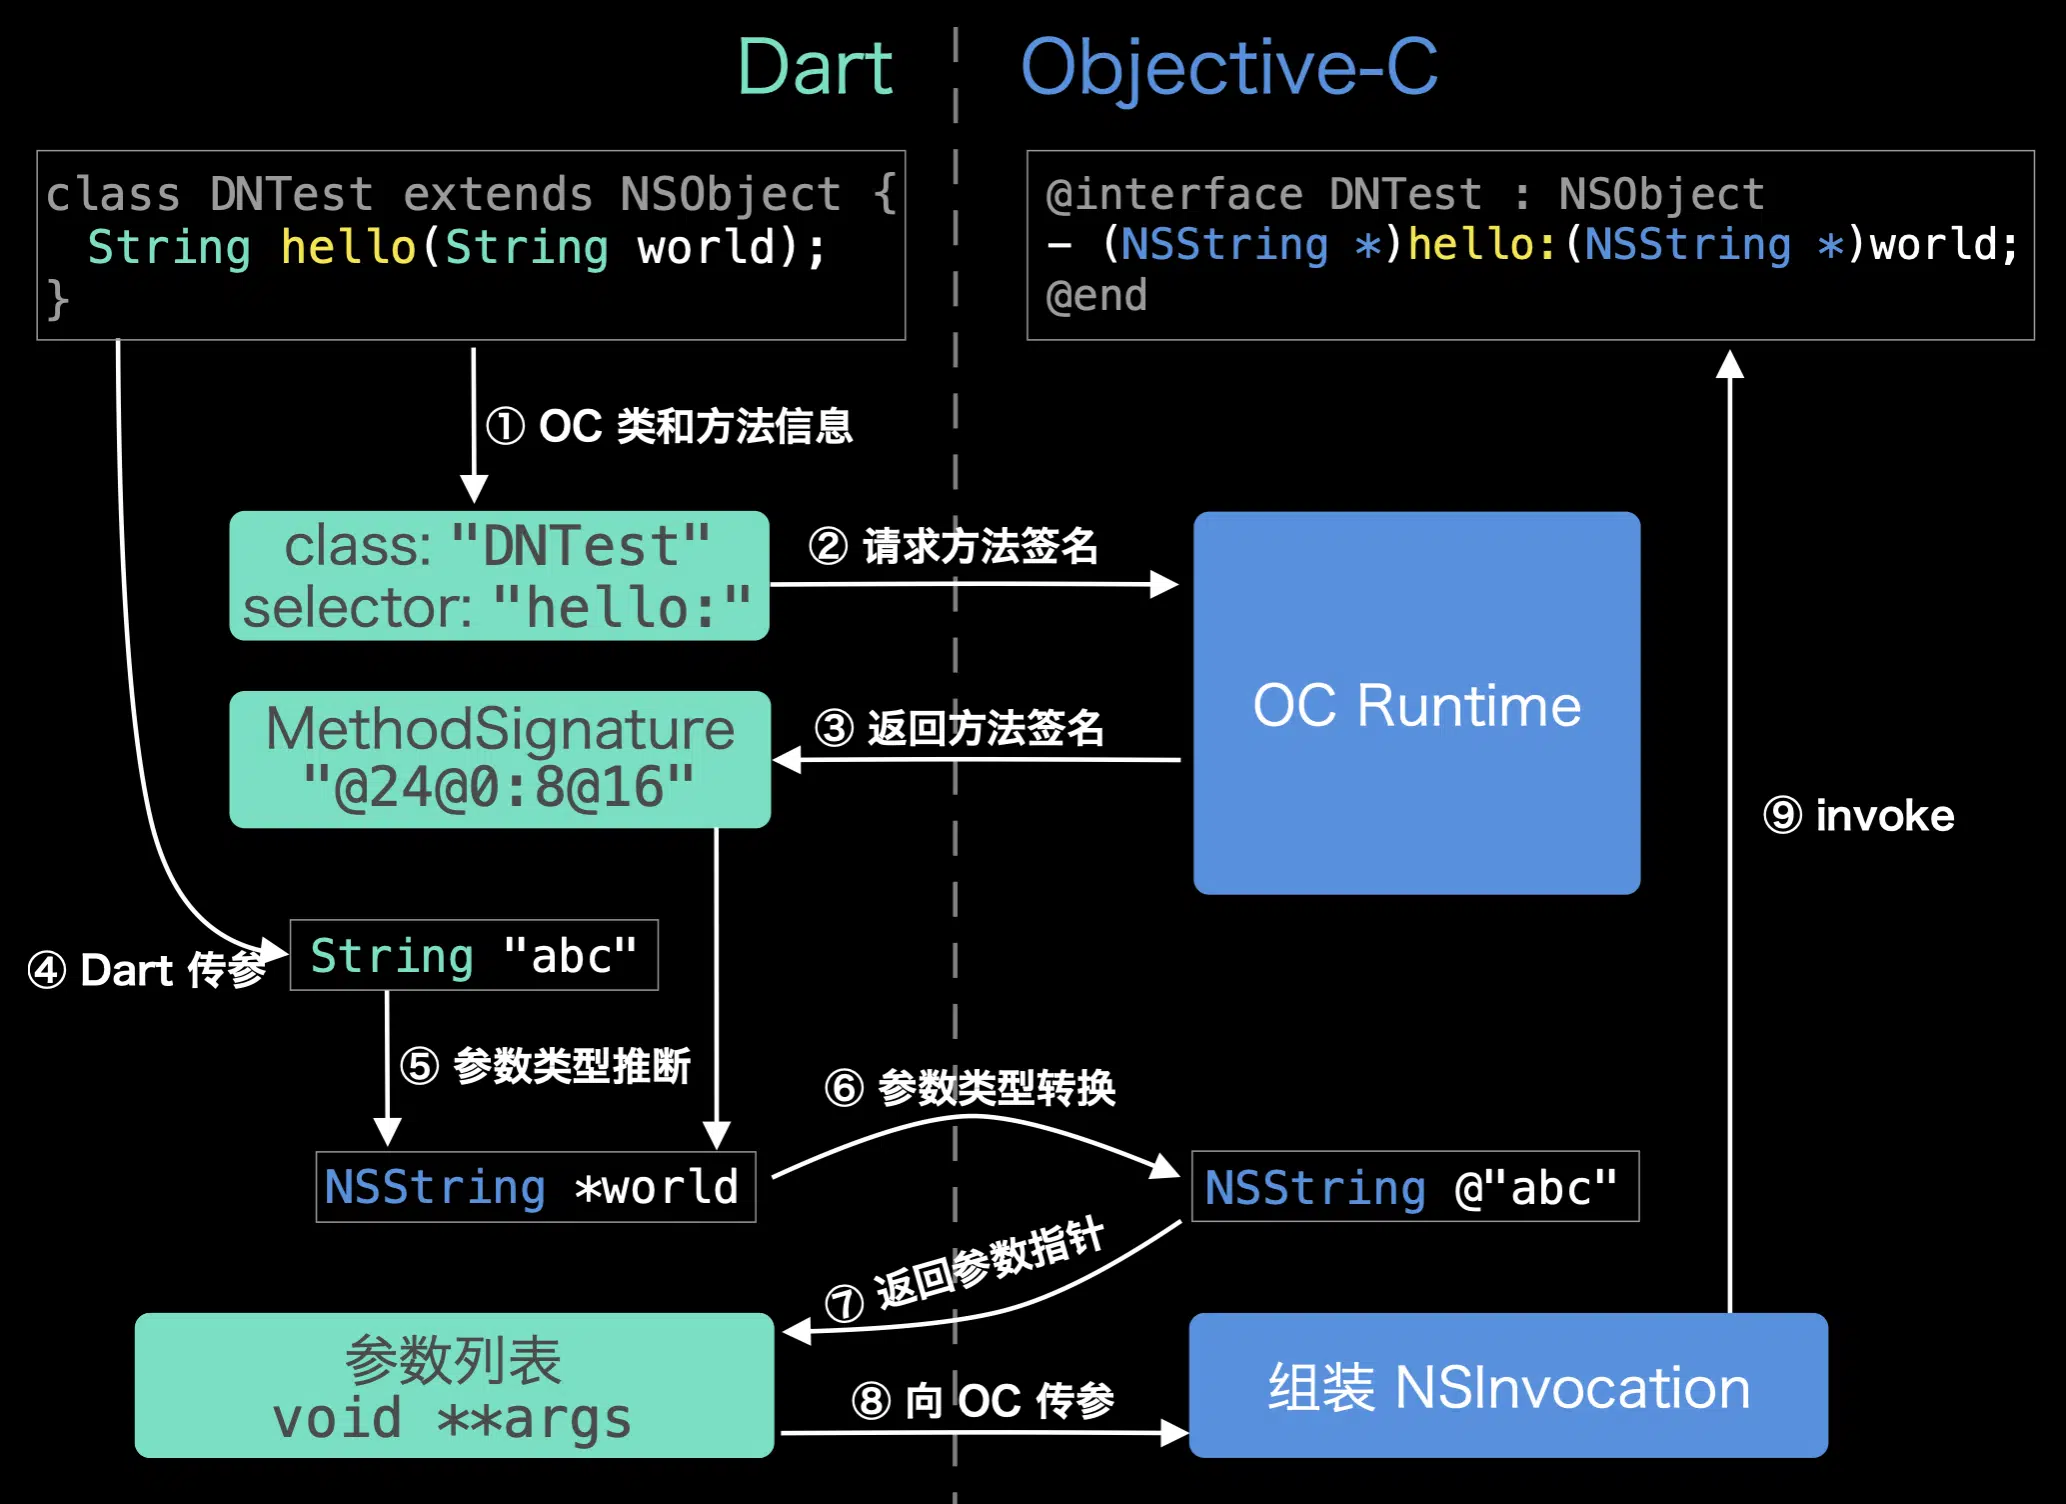 Dart
Objective-C
class DNTest extends NSObject {
String hello(String world);
}
@interface DNTest : NSObject
- (NSString *)hello:(NSString *)world;
@end
① OC 类和方法信息
class: "DNTest"
selector: "hello:"
② 请求方法签名
OC Runtime
MethodSignature
"@24@0:8@16"
③ 返回方法签名
⑨ invoke
④ Dart 传参
String "abc"
⑤ 参数类型推断
⑥ 参数类型转换
NSString *world
NSString @"abc"
⑦ 返回参数指针
参数列表
void **args
⑧ 向 OC 传参
组装 NSInvocation